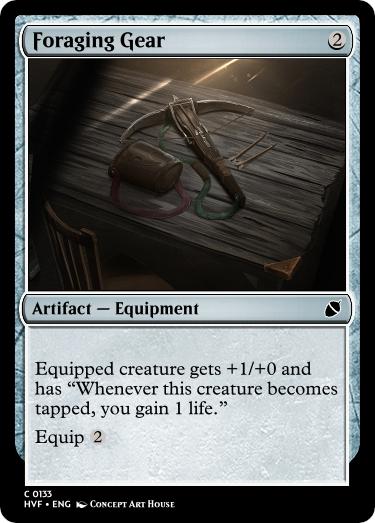 Foraging Gear 2
Artifact — Equipment
Equipped creature gets +1/+0 and
has “Whenever this creature becomes
tapped, you gain 1 life.”
Equip 2
C 0133
HVF • ENG Concept Art House